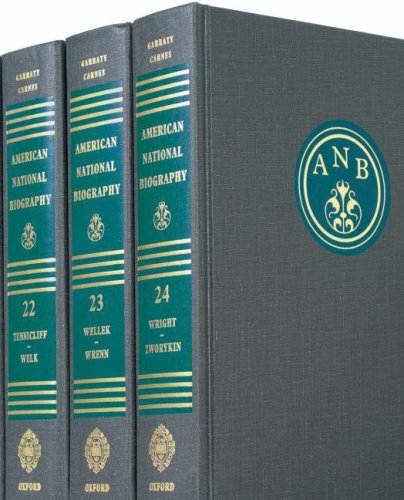 GARRATY
CARNES
AMERICAN
NATIONAL
BIOGRAPHY
22
TUNNICLIFF
–
WELK
OXFORD
GARRATY
CARNES
AMERICAN
NATIONAL
BIOGRAPHY
23
WELLEK
–
WRENN
OXFORD
GARRATY
CARNES
AMERICAN
NATIONAL
BIOGRAPHY
24
WRIGHT
–
ZWORYKIN
OXFORD
ANB